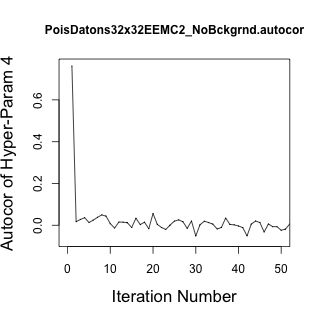 PoisDatons32x32EEMC2_NoBckgrnd.autocor
Autocor of Hyper-Param 4
0.6
0.4
0.2
0.0
0 10 20 30 40 50
Iteration Number